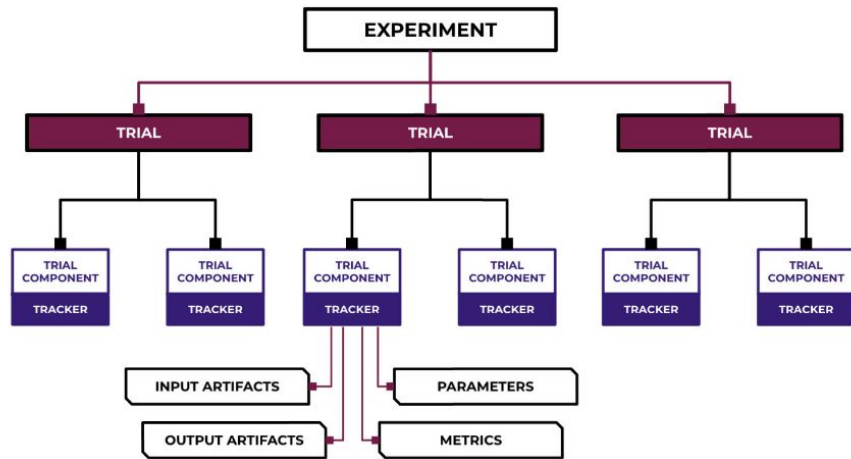 EXPERIMENT
TRIAL
TRIAL
TRIAL
TRIAL
COMPONENT
TRACKER
TRIAL
COMPONENT
TRACKER
TRIAL
COMPONENT
TRACKER
TRIAL
COMPONENT
TRACKER
TRIAL
COMPONENT
TRACKER
TRIAL
COMPONENT
TRACKER
INPUT ARTIFACTS
PARAMETERS
OUTPUT ARTIFACTS
METRICS